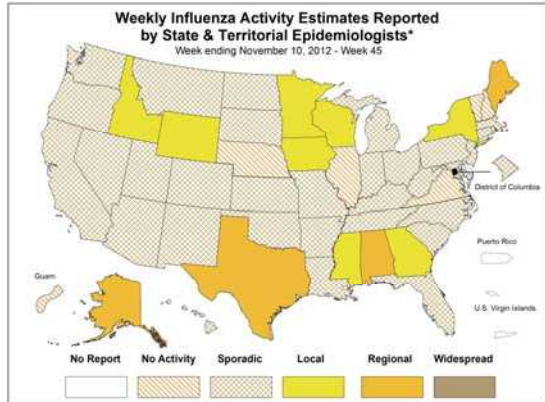 Weekly Influenza Activity Estimates Reported
by State & Territorial Epidemiologists*
Week ending November 10, 2012 - Week 45
District of Columbia
Puerto Rico
Guam
U.S. Virgin Islands
No Report No Activity Sporadic Local Regional Widespread